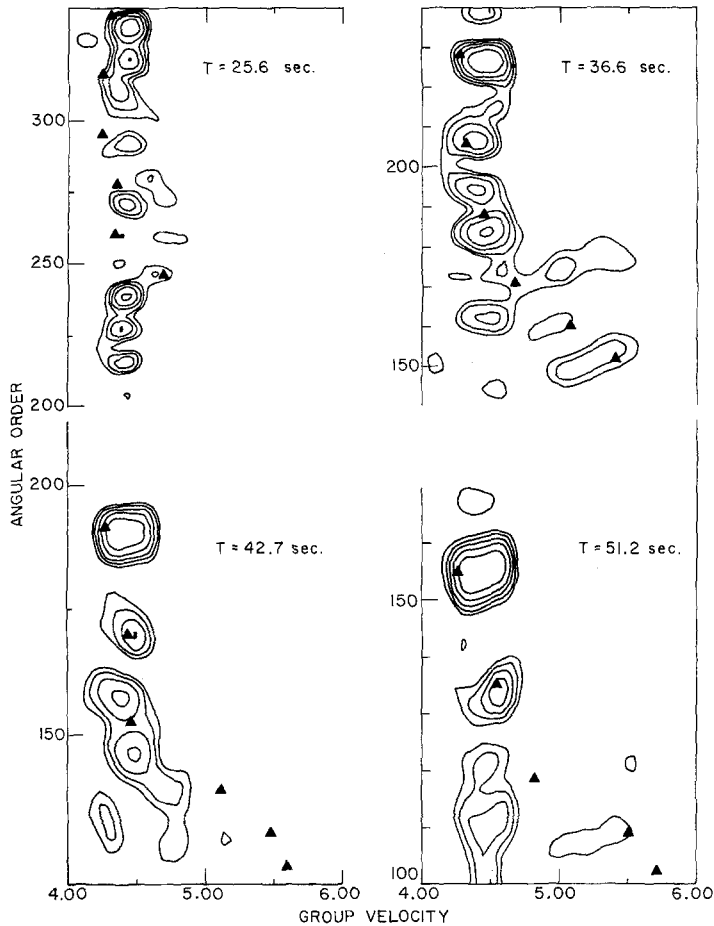 T = 25.6 sec.
T = 36.6 sec.
300
250
200
200
150
ANGULAR ORDER
T = 42.7 sec.
T = 51.2 sec.
200
150
150
100
4.00 5.00 6.00 4.00 5.00 6.00
GROUP VELOCITY